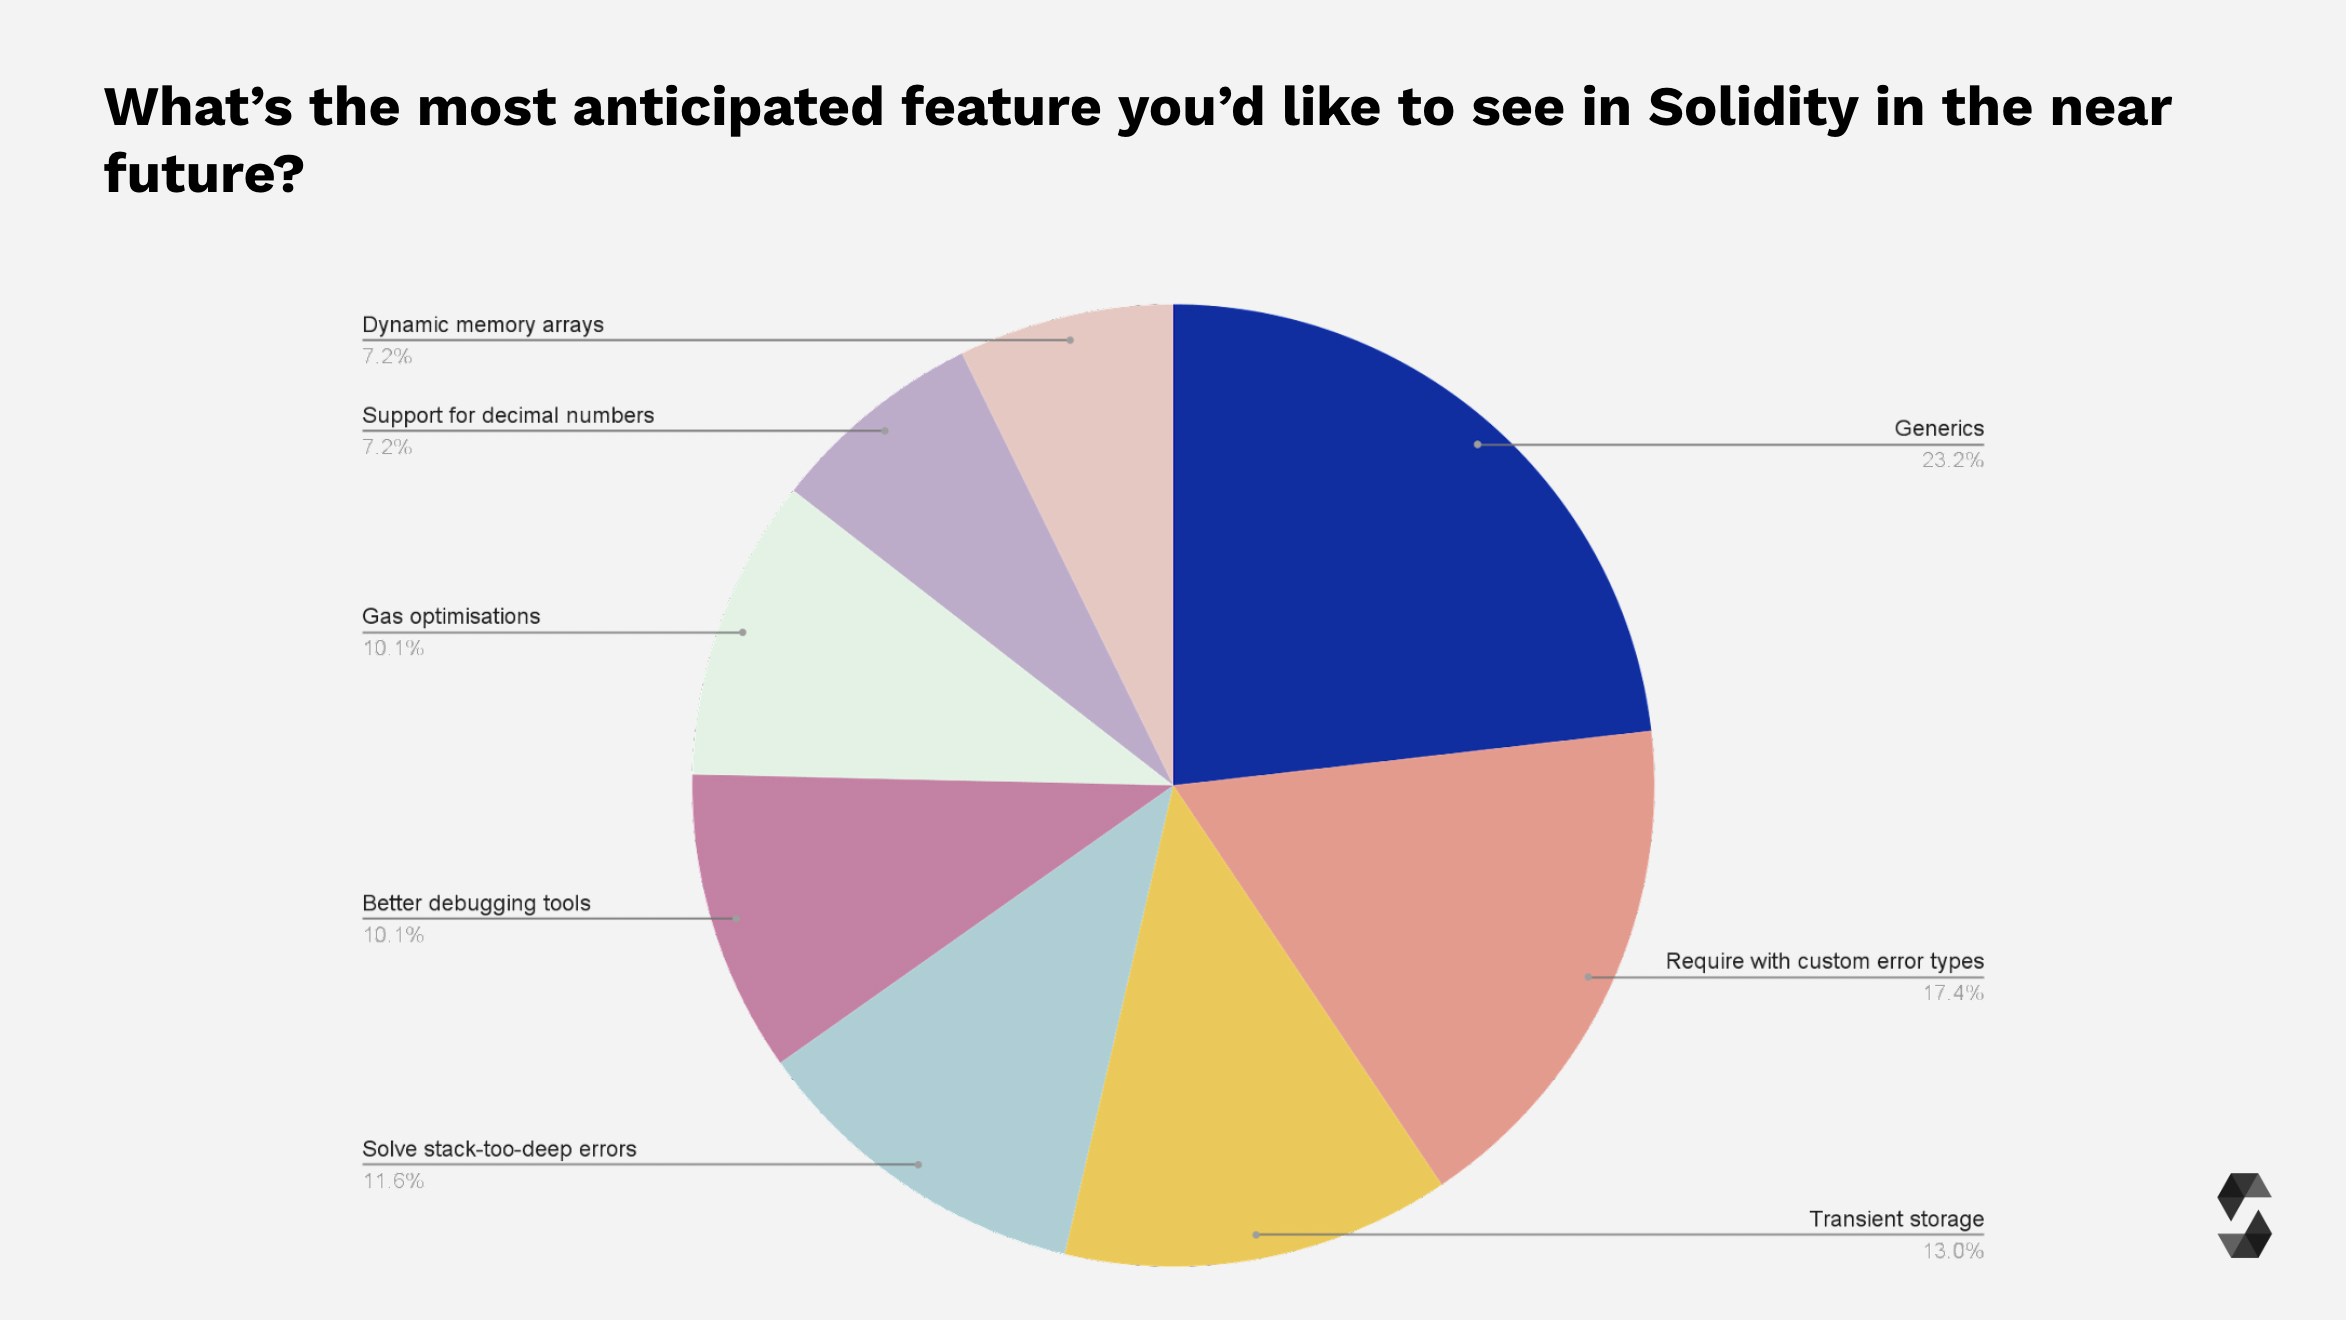 What’s the most anticipated feature you’d like to see in Solidity in the near
future?
Dynamic memory arrays
7.2%
Support for decimal numbers
7.2%
Gas optimisations
10.1%
Better debugging tools
10.1%
Solve stack-too-deep errors
11.6%
Generics
23.2%
Require with custom error types
17.4%
Transient storage
13.0%